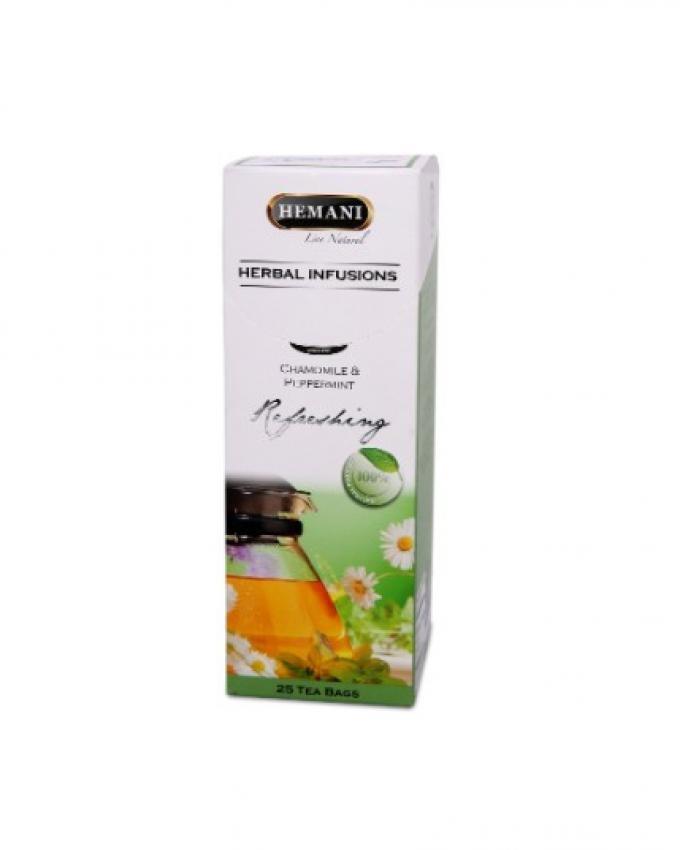 HEMANI
Live Natural
HERBAL INFUSIONS
CHAMOMILE &
PEPPERMINT
Refreshing
100%
25 TEA BAGS